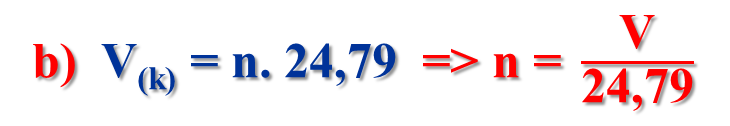 b) V(k) = n. 24,79 => n = V/24,79